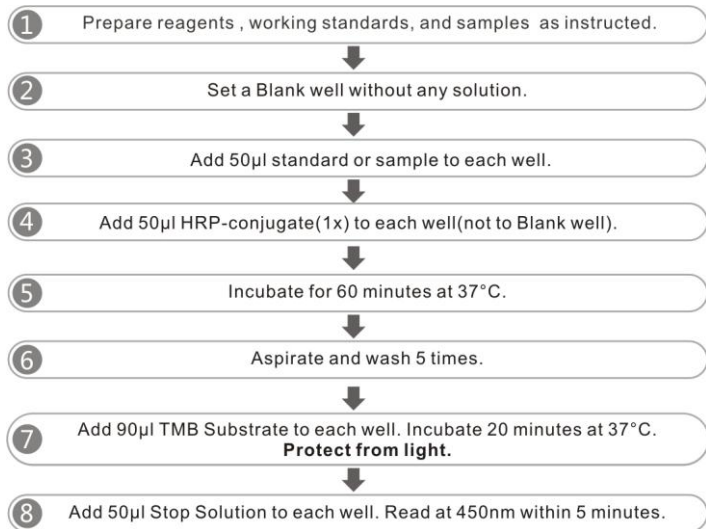 1 Prepare reagents , working standards, and samples as instructed.
2 Set a Blank well without any solution.
3 Add 50μl standard or sample to each well.
4 Add 50μl HRP-conjugate(1x) to each well(not to Blank well).
5 Incubate for 60 minutes at 37°C.
6 Aspirate and wash 5 times.
7 Add 90μl TMB Substrate to each well. Incubate 20 minutes at 37°C.
Protect from light.
8 Add 50μl Stop Solution to each well. Read at 450nm within 5 minutes.